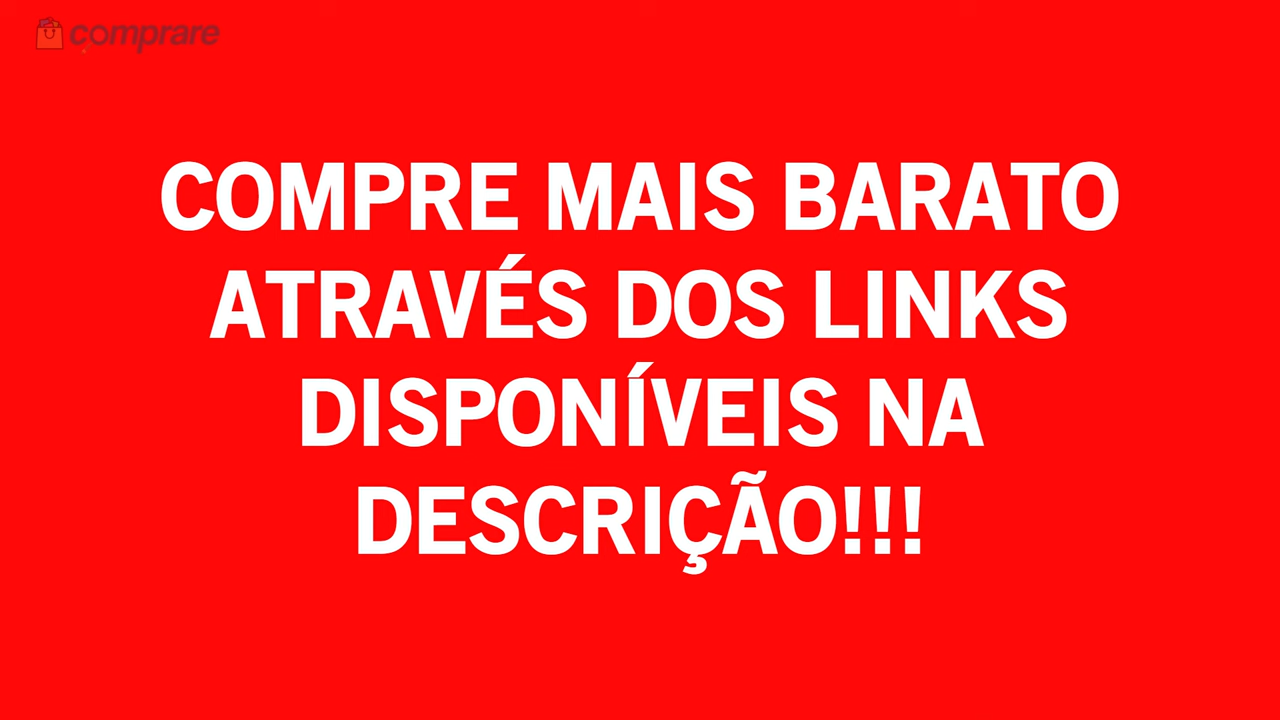 comprare
COMPRE MAIS BARATO
ATRAVÉS DOS LINKS
DISPONÍVEIS NA
DESCRIÇÃO!!!